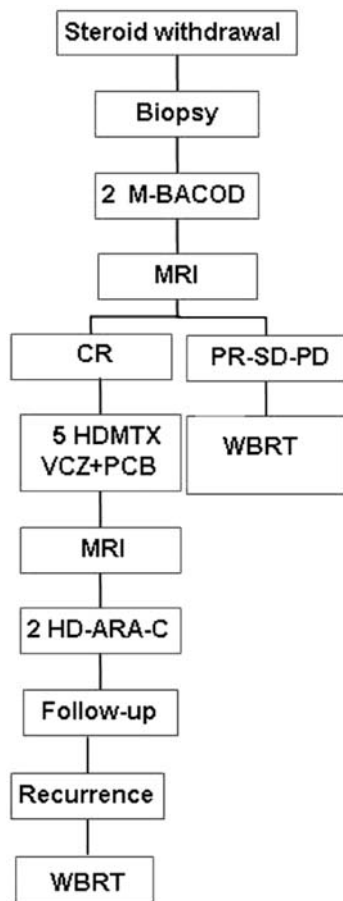 Steroid withdrawal
Biopsy
2 M-BACOD
MRI
CR
PR-SD-PD
5 HDMTX
VCZ+PCB
WBRT
MRI
2 HD-ARA-C
Follow-up
Recurrence
WBRT